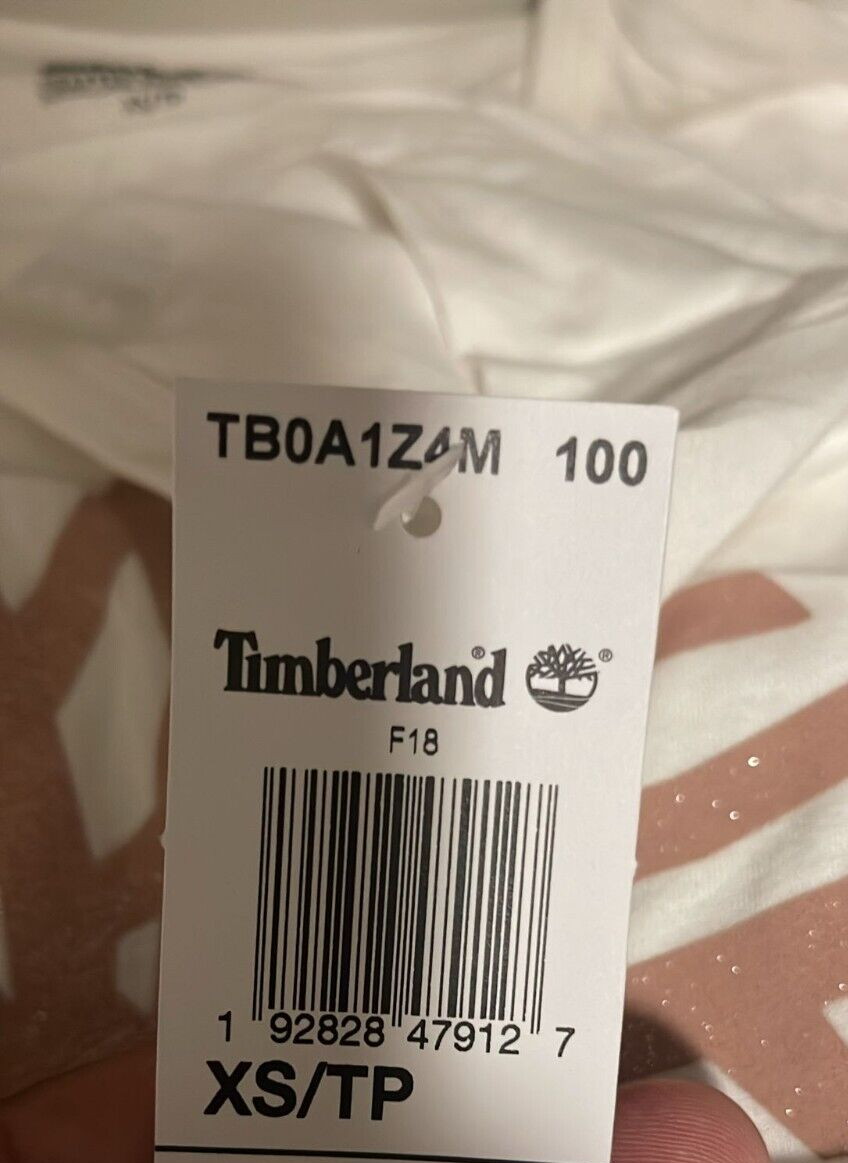 TB0A1Z4M 100
Timberland® ®
F18
1 92828 47912 7
XS/TP